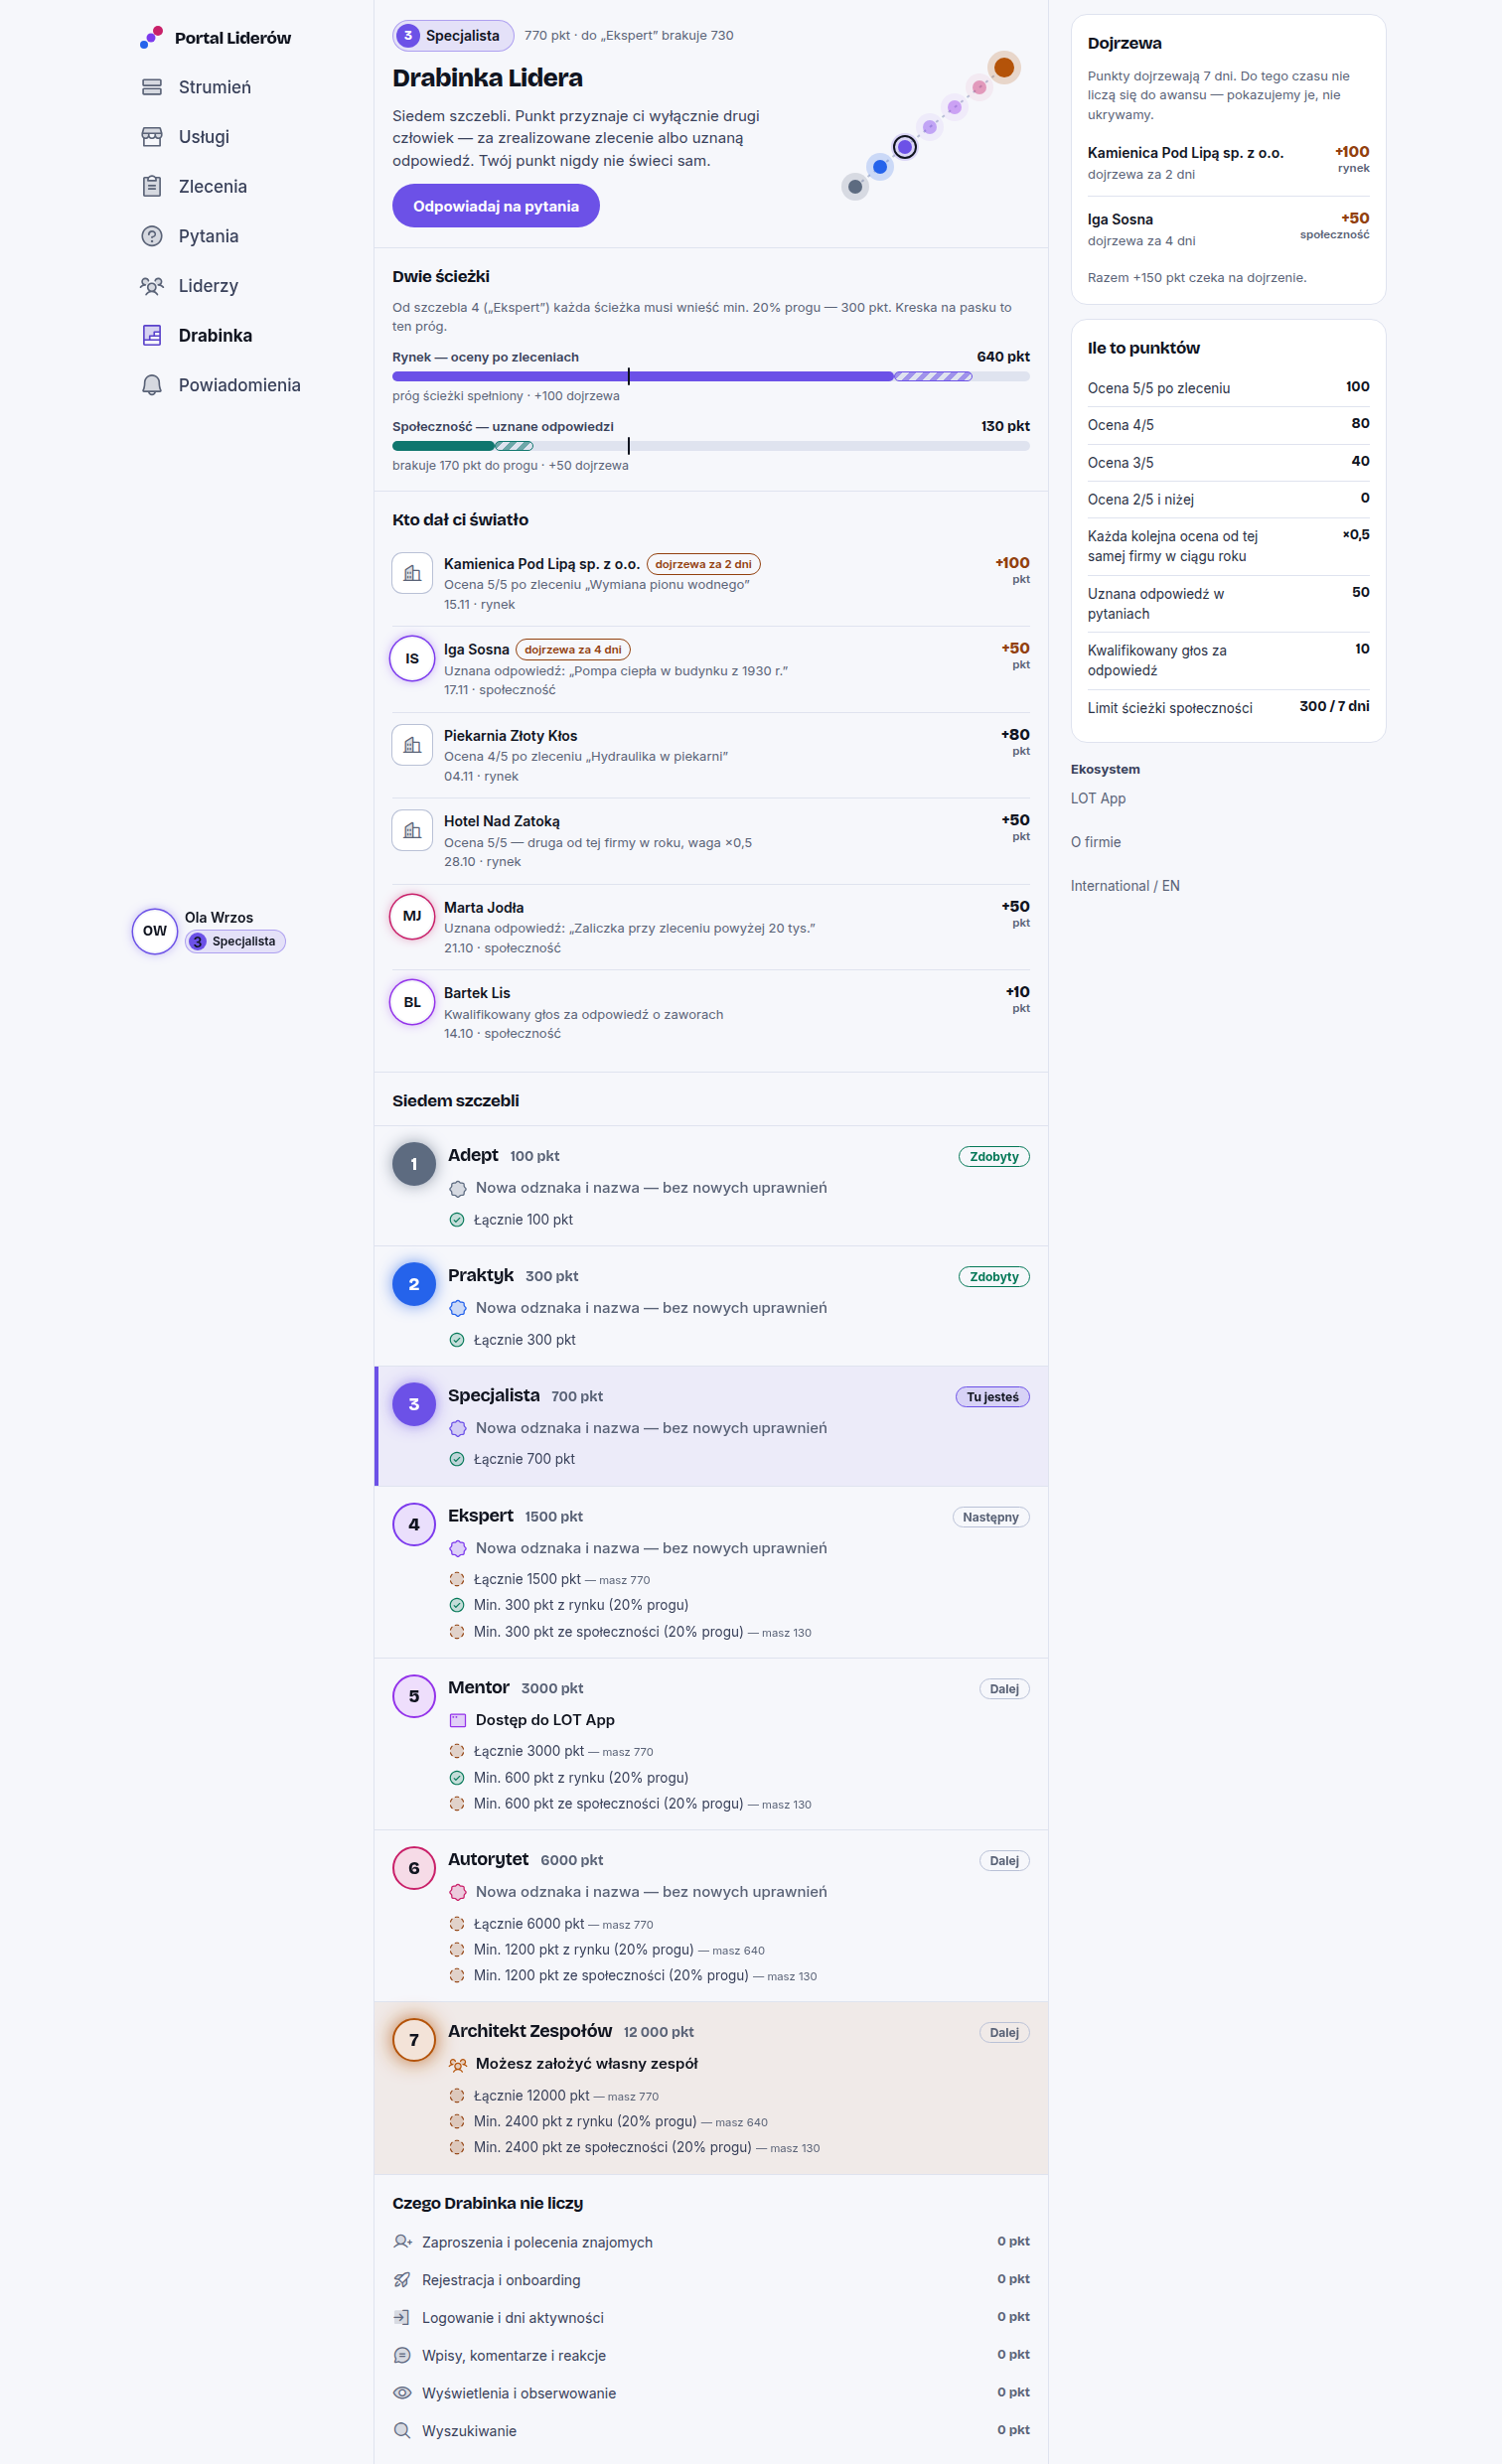 Portal Liderów
Strumień
Usługi
Zlecenia
Pytania
Liderzy
Drabinka
Powiadomienia
OW
Ola Wrzos
3 Specjalista
3 Specjalista 770 pkt · do „Ekspert” brakuje 730
Drabinka Lidera
Siedem szczebli. Punkt przyznaje ci wyłącznie drugi
człowiek — za zrealizowane zlecenie albo uznaną
odpowiedź. Twój punkt nigdy nie świeci sam.
Odpowiadaj na pytania
Dwie ścieżki
Od szczebla 4 („Ekspert”) każda ścieżka musi wnieść min. 20% progu — 300 pkt. Kreska na pasku to
ten próg.
Rynek — oceny po zleceniach 640 pkt
próg ścieżki spełniony · +100 dojrzewa
Społeczność — uznane odpowiedzi 130 pkt
brakuje 170 pkt do progu · +50 dojrzewa
Kto dał ci światło
Kamienica Pod Lipą sp. z o.o. dojrzewa za 2 dni +100
Ocena 5/5 po zleceniu „Wymiana pionu wodnego” pkt
15.11 · rynek
IS Iga Sosna dojrzewa za 4 dni +50
Uznana odpowiedź: „Pompa ciepła w budynku z 1930 r.” pkt
17.11 · społeczność
Piekarnia Złoty Kłos +80
Ocena 4/5 po zleceniu „Hydraulika w piekarni” pkt
04.11 · rynek
Hotel Nad Zatoką +50
Ocena 5/5 — druga od tej firmy w roku, waga ×0,5 pkt
28.10 · rynek
MJ Marta Jodła +50
Uznana odpowiedź: „Zaliczka przy zleceniu powyżej 20 tys.” pkt
21.10 · społeczność
BL Bartek Lis +10
Kwalifikowany głos za odpowiedź o zaworach pkt
14.10 · społeczność
Siedem szczebli
1 Adept 100 pkt Zdobyty
Nowa odznaka i nazwa — bez nowych uprawnień
Łącznie 100 pkt
2 Praktyk 300 pkt Zdobyty
Nowa odznaka i nazwa — bez nowych uprawnień
Łącznie 300 pkt
3 Specjalista 700 pkt Tu jesteś
Nowa odznaka i nazwa — bez nowych uprawnień
Łącznie 700 pkt
4 Ekspert 1500 pkt Następny
Nowa odznaka i nazwa — bez nowych uprawnień
Łącznie 1500 pkt — masz 770
Min. 300 pkt z rynku (20% progu)
Min. 300 pkt ze społeczności (20% progu) — masz 130
5 Mentor 3000 pkt Dalej
Dostęp do LOT App
Łącznie 3000 pkt — masz 770
Min. 600 pkt z rynku (20% progu)
Min. 600 pkt ze społeczności (20% progu) — masz 130
6 Autorytet 6000 pkt Dalej
Nowa odznaka i nazwa — bez nowych uprawnień
Łącznie 6000 pkt — masz 770
Min. 1200 pkt z rynku (20% progu) — masz 640
Min. 1200 pkt ze społeczności (20% progu) — masz 130
7 Architekt Zespołów 12 000 pkt Dalej
Możesz założyć własny zespół
Łącznie 12000 pkt — masz 770
Min. 2400 pkt z rynku (20% progu) — masz 640
Min. 2400 pkt ze społeczności (20% progu) — masz 130
Czego Drabinka nie liczy
Zaproszenia i polecenia znajomych 0 pkt
Rejestracja i onboarding 0 pkt
Logowanie i dni aktywności 0 pkt
Wpisy, komentarze i reakcje 0 pkt
Wyświetlenia i obserwowanie 0 pkt
Wyszukiwanie 0 pkt
Dojrzewa
Punkty dojrzewają 7 dni. Do tego czasu nie
liczą się do awansu — pokazujemy je, nie
ukrywamy.
Kamienica Pod Lipą sp. z o.o. +100
dojrzewa za 2 dni rynek
Iga Sosna +50
dojrzewa za 4 dni społeczność
Razem +150 pkt czeka na dojrzenie.
Ile to punktów
Ocena 5/5 po zleceniu 100
Ocena 4/5 80
Ocena 3/5 40
Ocena 2/5 i niżej 0
Każda kolejna ocena od tej ×0,5
samej firmy w ciągu roku
Uznana odpowiedź w 50
pytaniach
Kwalifikowany głos za 10
odpowiedź
Limit ścieżki społeczności 300 / 7 dni
Ekosystem
LOT App
O firmie
International / EN